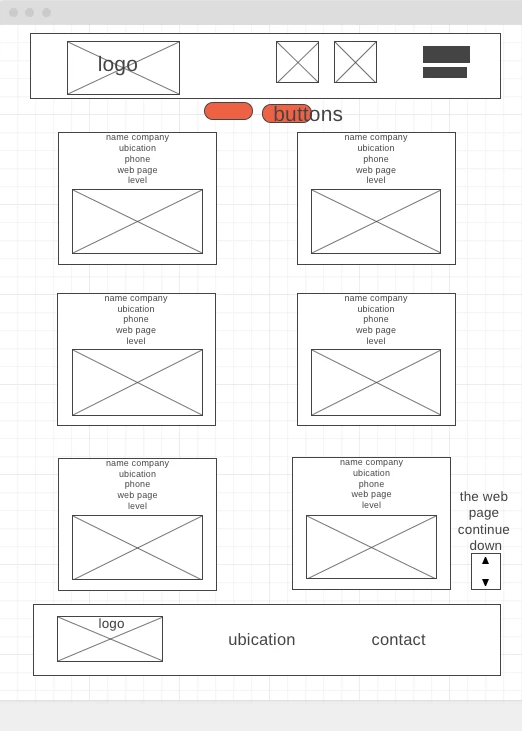 logo
buttons
name company
ubication
phone
web page
level
name company
ubication
phone
web page
level
name company
ubication
phone
web page
level
name company
ubication
phone
web page
level
name company
ubication
phone
web page
level
name company
ubication
phone
web page
level
the web
page
continue
down
logo
ubication
contact